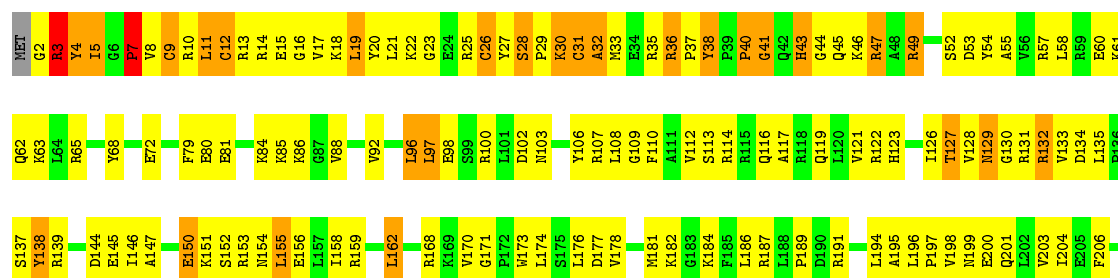 MET G2 R3 Y4 I5 G6 P7 V8 C9 R10 L11 C12 R13 R14 E15 G16 V17 K18 L19 Y20 L21 K22 G23 E24 R25 C26 Y27 S28 P29 K30 C31 A32 M33 E34 R35 R36 P37 Y38 P39 P40 G41 Q42 H43 G44 Q45 K46 R47 A48 R49 S52 D53 Y54 A55 V56 R57 L58 R59 E60 K61
Q62 K63 L64 R65 Y68 E72 F79 E80 E81 K84 K85 K86 G87 V88 V92 L96 L97 E98 S99 R100 L101 D102 N103 Y106 R107 L108 G109 F110 A111 V112 S113 R114 R115 Q116 A117 R118 Q119 L120 V121 R122 H123 I126 T127 V128 N129 G130 R131 R132 V133 D134 L135 P136
S137 Y138 R139 D144 E145 I146 A147 E150 K151 S152 R153 N154 L155 E156 L157 I158 R159 L162 R168 K169 V170 G171 P172 W173 L174 S175 L176 D177 V178 M181 K182 G183 K184 F185 L186 R187 L188 P189 D190 R191 L194 A195 L196 P197 V198 N199 E200 Q201 L202 V203 I204 E205 F206